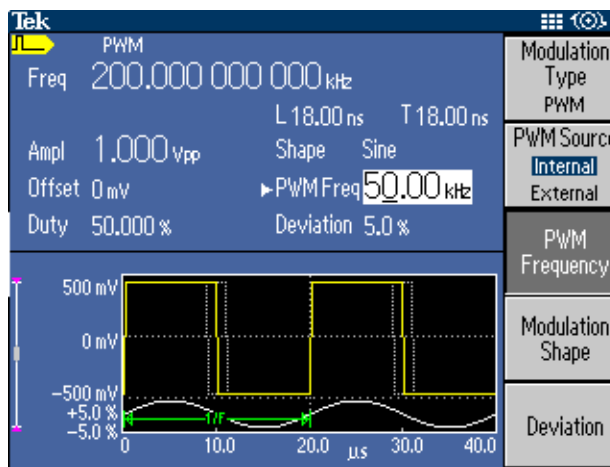 Tek
PWM
Freq 200.000 000 000 kHz
L 18.00 ns T 18.00 ns
Ampl 1.000 Vpp
Shape Sine
Offset 0 mV
PWM Freq 50.00 kHz
Duty 50.000 %
Deviation 5.0 %
500 mV
0 mV
-500 mV
+5.0 %
-5.0 %
1/F
0 10.0 20.0 µs 30.0 40.0
Modulation
Type
PWM
PWM Source
Internal
External
PWM
Frequency
Modulation
Shape
Deviation